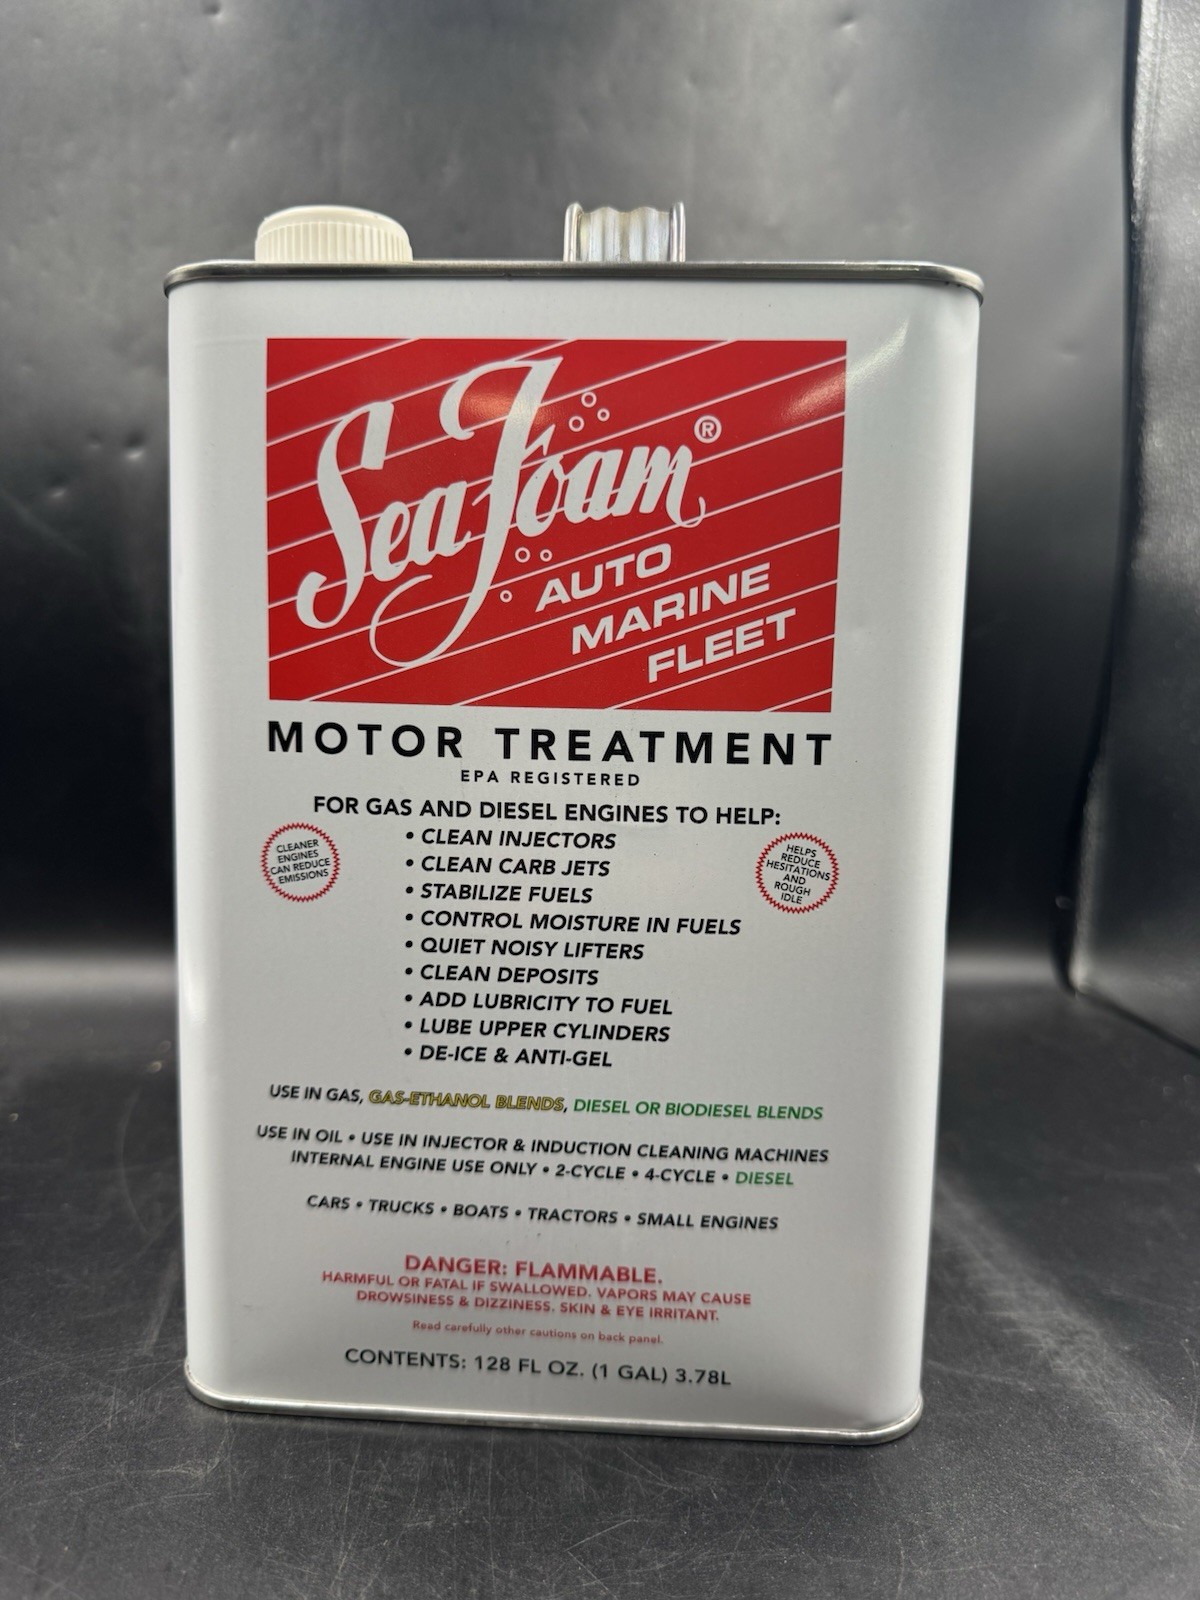 Sea Foam®
AUTO
MARINE
FLEET
MOTOR TREATMENT
EPA REGISTERED
FOR GAS AND DIESEL ENGINES TO HELP:
• CLEAN INJECTORS
• CLEAN CARB JETS
• STABILIZE FUELS
• CONTROL MOISTURE IN FUELS
• QUIET NOISY LIFTERS
• CLEAN DEPOSITS
• ADD LUBRICITY TO FUEL
• LUBE UPPER CYLINDERS
• DE-ICE & ANTI-GEL
CLEANER
ENGINES
CAN REDUCE
EMISSIONS
HELPS
REDUCE
HESITATIONS
AND
ROUGH
IDLE
USE IN GAS, GAS-ETHANOL BLENDS, DIESEL OR BIODIESEL BLENDS
USE IN OIL • USE IN INJECTOR & INDUCTION CLEANING MACHINES
INTERNAL ENGINE USE ONLY • 2-CYCLE • 4-CYCLE • DIESEL
CARS • TRUCKS • BOATS • TRACTORS • SMALL ENGINES
DANGER: FLAMMABLE.
HARMFUL OR FATAL IF SWALLOWED. VAPORS MAY CAUSE
DROWSINESS & DIZZINESS. SKIN & EYE IRRITANT.
Read carefully other cautions on back panel.
CONTENTS: 128 FL OZ. (1 GAL) 3.78L